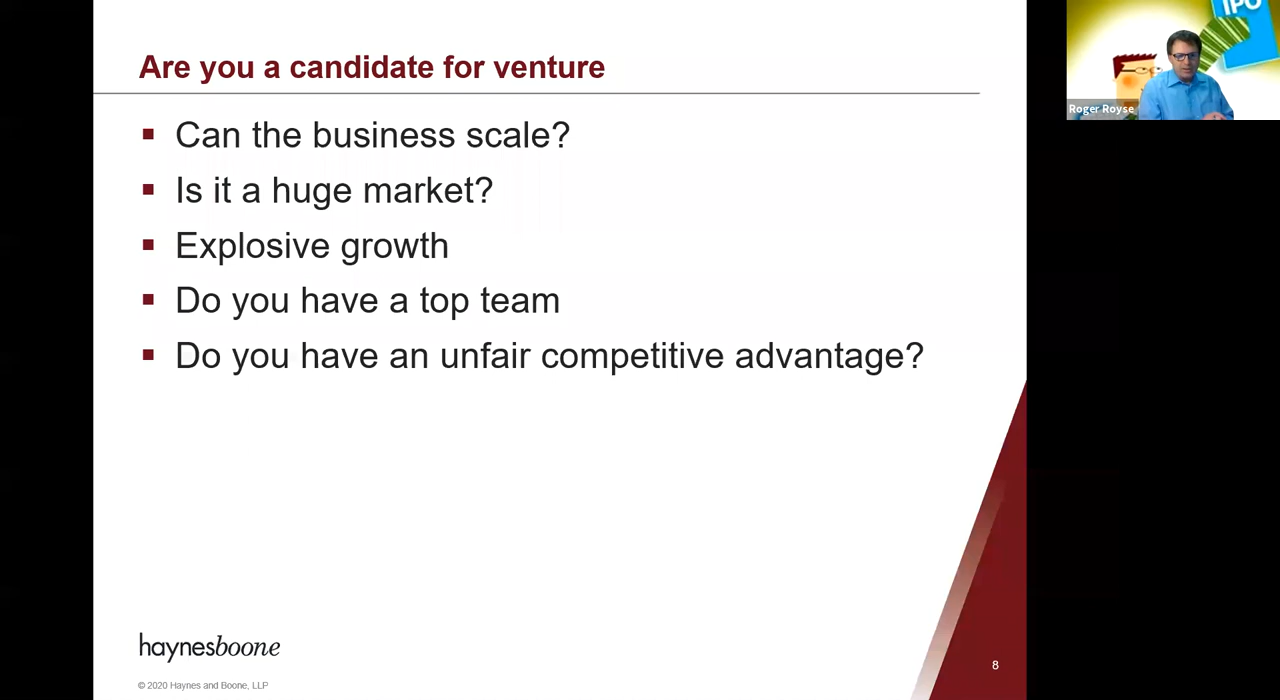 Are you a candidate for venture
Can the business scale?
Is it a huge market?
Explosive growth
Do you have a top team
Do you have an unfair competitive advantage?
haynesboone
© 2020 Haynes and Boone, LLP
8
IPO
Roger Royse